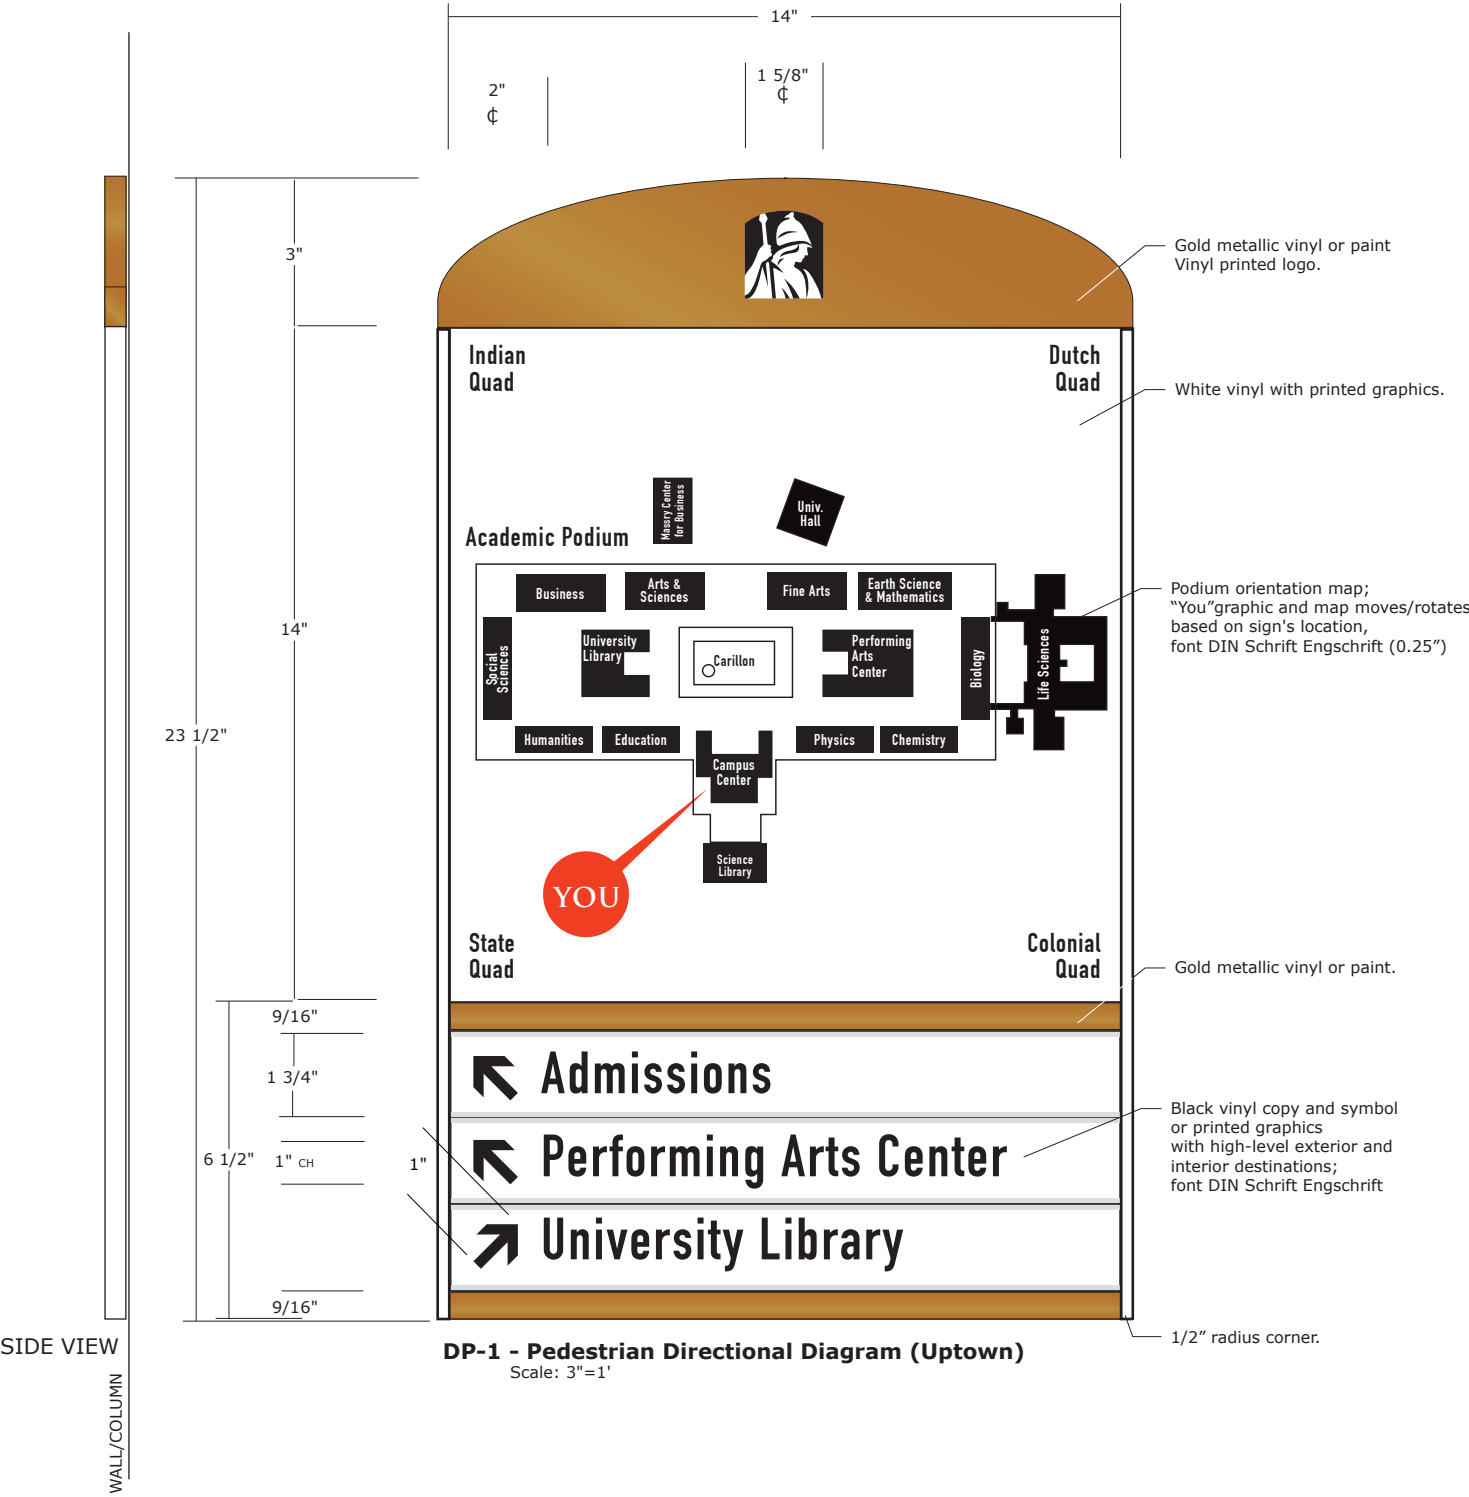 14"
2"
₵
1 5/8"
₵
3"
Gold metallic vinyl or paint
Vinyl printed logo.
Indian
Quad
Dutch
Quad
White vinyl with printed graphics.
Massry Center
for Business
Univ.
Hall
Academic Podium
Business
Arts &
Sciences
Fine Arts
Earth Science
& Mathematics
Podium orientation map;
“You”graphic and map moves/rotates
based on sign's location,
font DIN Schrift Engschrift (0.25”)
14"
Social
Sciences
University
Library
Carillon
Performing
Arts
Center
Biology
Life Sciences
23 1/2"
Humanities
Education
Campus
Center
Physics
Chemistry
Science
Library
YOU
State
Quad
Colonial
Quad
Gold metallic vinyl or paint.
9/16"
1 3/4"
Admissions
6 1/2"
1" CH
1"
Performing Arts Center
Black vinyl copy and symbol
or printed graphics
with high-level exterior and
interior destinations;
font DIN Schrift Engschrift
University Library
9/16"
1/2” radius corner.
SIDE VIEW
WALL/COLUMN
DP-1 - Pedestrian Directional Diagram (Uptown)
Scale: 3"=1'